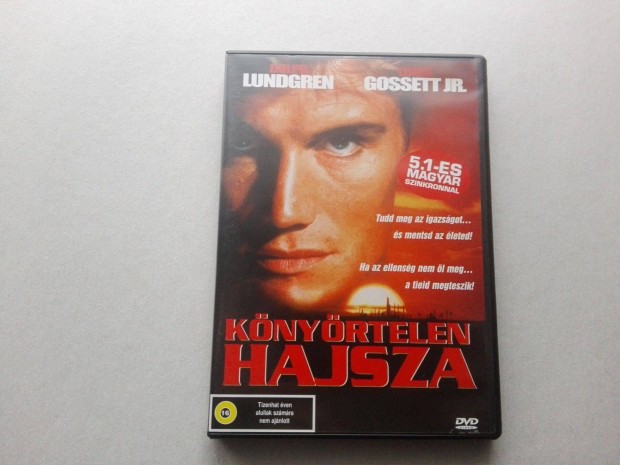 LUNDGREN
GOSSETT JR.
5.1-ES
MAGYAR
SZINKRONNAL
Tudd meg az igazságot...
és mentsd az életed!
Ha az ellenség nem öl meg...
a tieid megteszik!
KÖNYÖRTELEN
HAJSZA
16
Tizenhat éven
aluliak számára
nem ajánlott
DVD